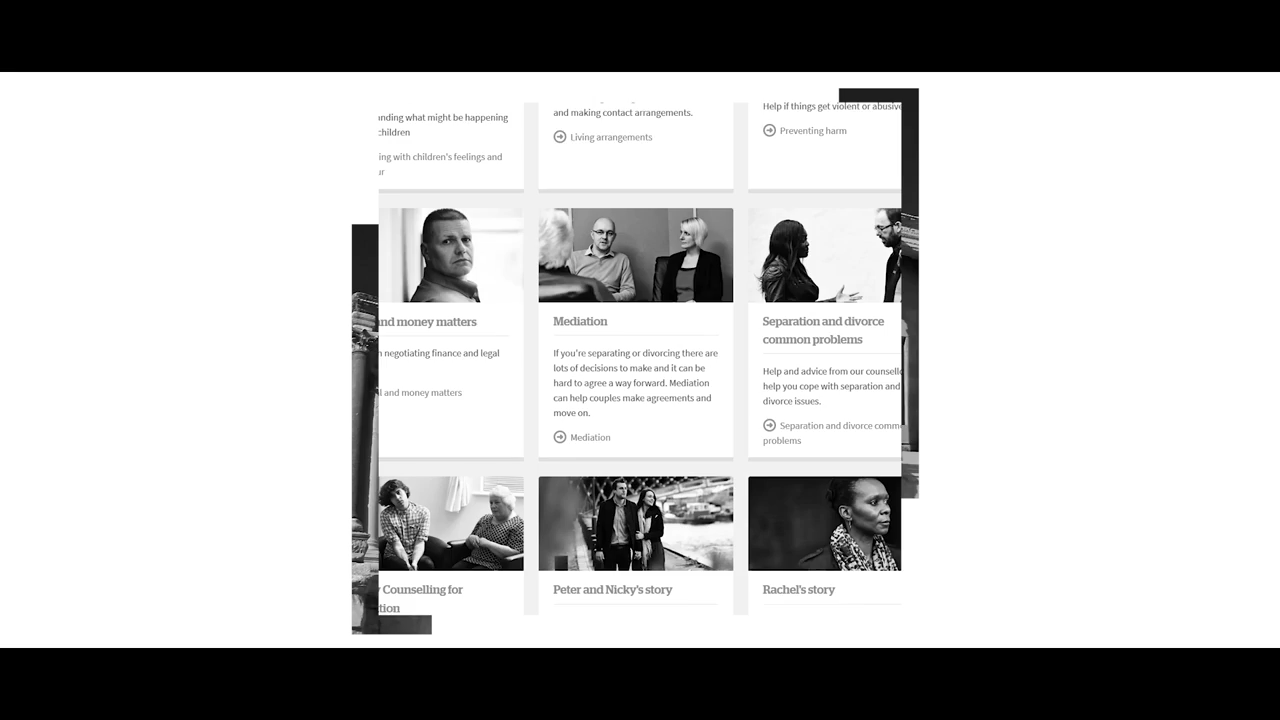 anding what might be happening
children
ing with children's feelings and
ur
and making contact arrangements.
Living arrangements
Help if things get violent or abusive
Preventing harm
and money matters
n negotiating finance and legal
l and money matters
Mediation
If you're separating or divorcing there are
lots of decisions to make and it can be
hard to agree a way forward. Mediation
can help couples make agreements and
move on.
Mediation
Separation and divorce
common problems
Help and advice from our counsello
help you cope with separation and
divorce issues.
Separation and divorce comm
problems
y Counselling for
tion
Peter and Nicky's story
Rachel's story